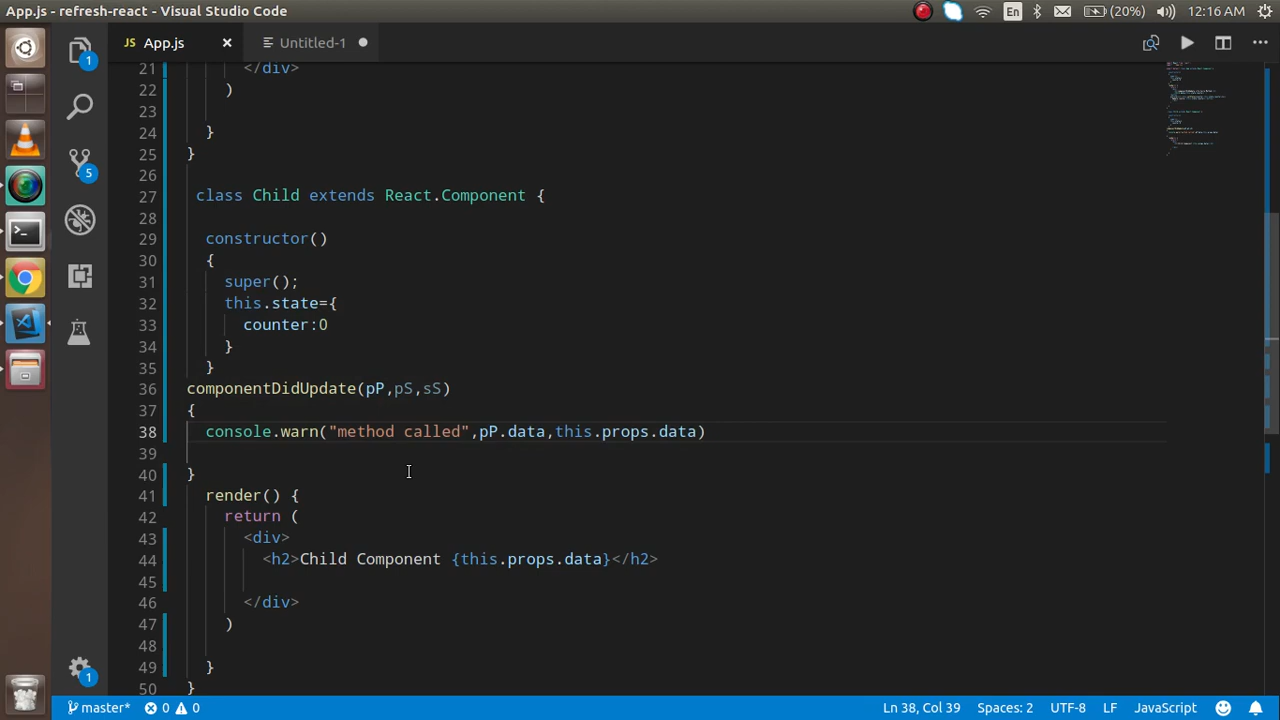 App.js - refresh-react - Visual Studio Code
En
(20%)
12:16 AM
1
JS App.js
Untitled-1
21 </div>
22 )
23
24 }
25 }
26
27 class Child extends React.Component {
28
29 constructor()
30 {
31 super();
32 this.state={
33 counter:0
34 }
35 }
36 componentDidUpdate(pP,pS,sS)
37 {
38 console.warn("method called",pP.data,this.props.data)
39
40 }
41 render() {
42 return (
43 <div>
44 <h2>Child Component {this.props.data}</h2>
45
46 </div>
47 )
48
49 }
50 }
5
1
master*
0
0
Ln 38, Col 39
Spaces: 2
UTF-8
LF
JavaScript